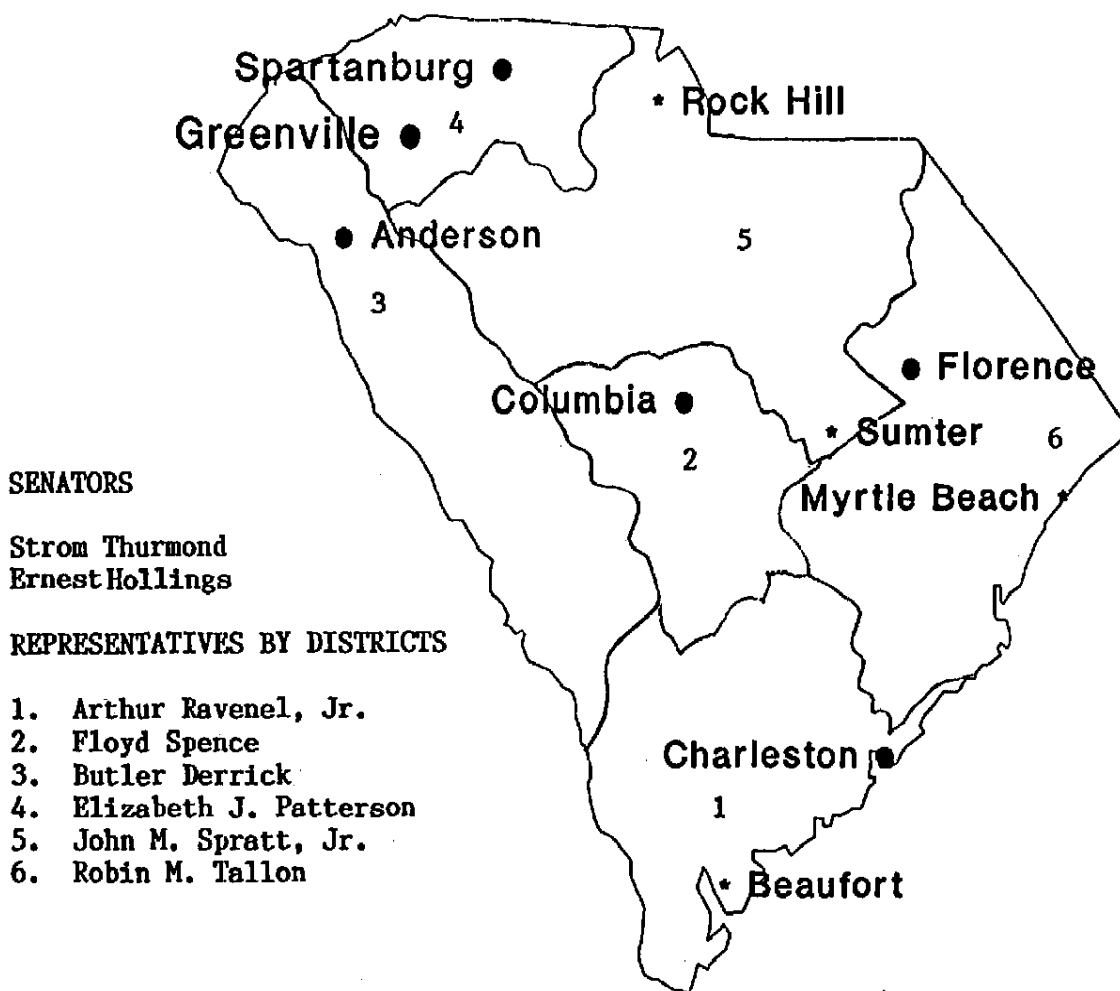 Spartanburg
* Rock Hill
4
Greenville
Anderson
5
3
Florence
Columbia
* Sumter
6
2
Myrtle Beach *
SENATORS
Strom Thurmond
Ernest Hollings
REPRESENTATIVES BY DISTRICTS
1. Arthur Ravenel, Jr.
2. Floyd Spence
3. Butler Derrick
4. Elizabeth J. Patterson
5. John M. Spratt, Jr.
6. Robin M. Tallon
Charleston
1
* Beaufort